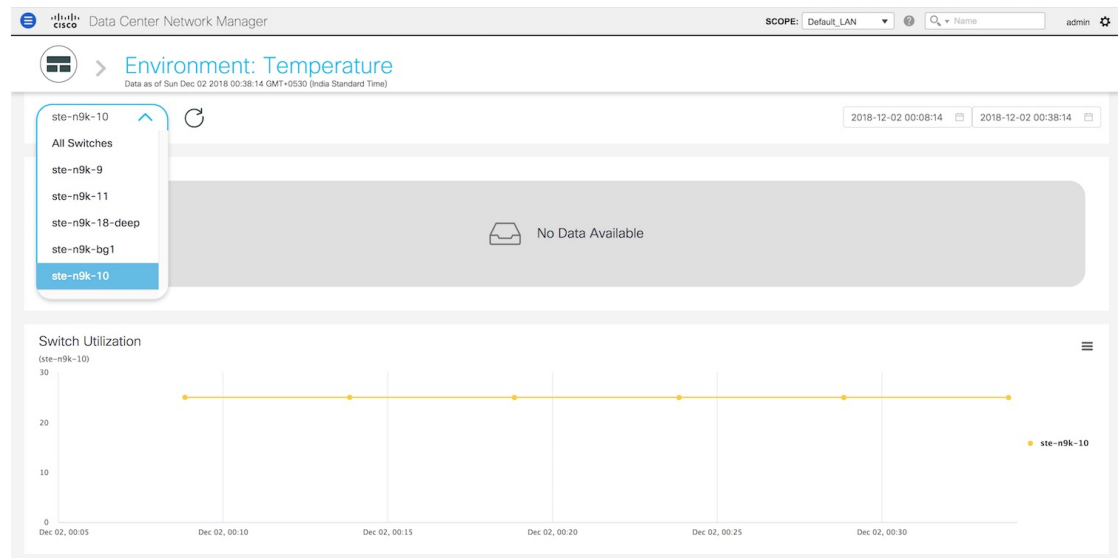 CISCO Data Center Network Manager SCOPE: Default_LAN Name admin
Environment: Temperature
Data as of Sun Dec 02 2018 00:38:14 GMT+0530 (India Standard Time)
ste-n9k-10 2018-12-02 00:08:14 2018-12-02 00:38:14
All Switches
ste-n9k-9
ste-n9k-11
ste-n9k-18-deep
ste-n9k-bg1
ste-n9k-10
No Data Available
Switch Utilization
(ste-n9k-10)
30
20
10
0
ste-n9k-10
Dec 02, 00:05 Dec 02, 00:10 Dec 02, 00:15 Dec 02, 00:20 Dec 02, 00:25 Dec 02, 00:30